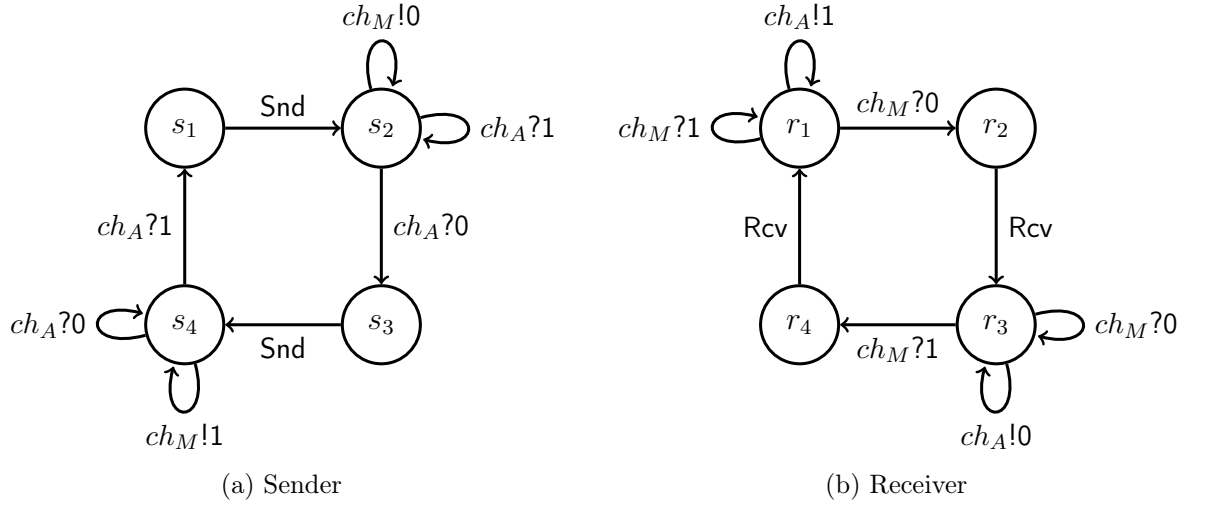 ch_M!0
s_1
Snd
s_2
ch_A?1
ch_A?1
ch_A?0
ch_A?0
s_4
s_3
Snd
ch_M!1
(a) Sender
ch_A!1
ch_M?1
r_1
ch_M?0
r_2
Rcv
Rcv
r_4
r_3
ch_M?0
ch_M?1
ch_A!0
(b) Receiver